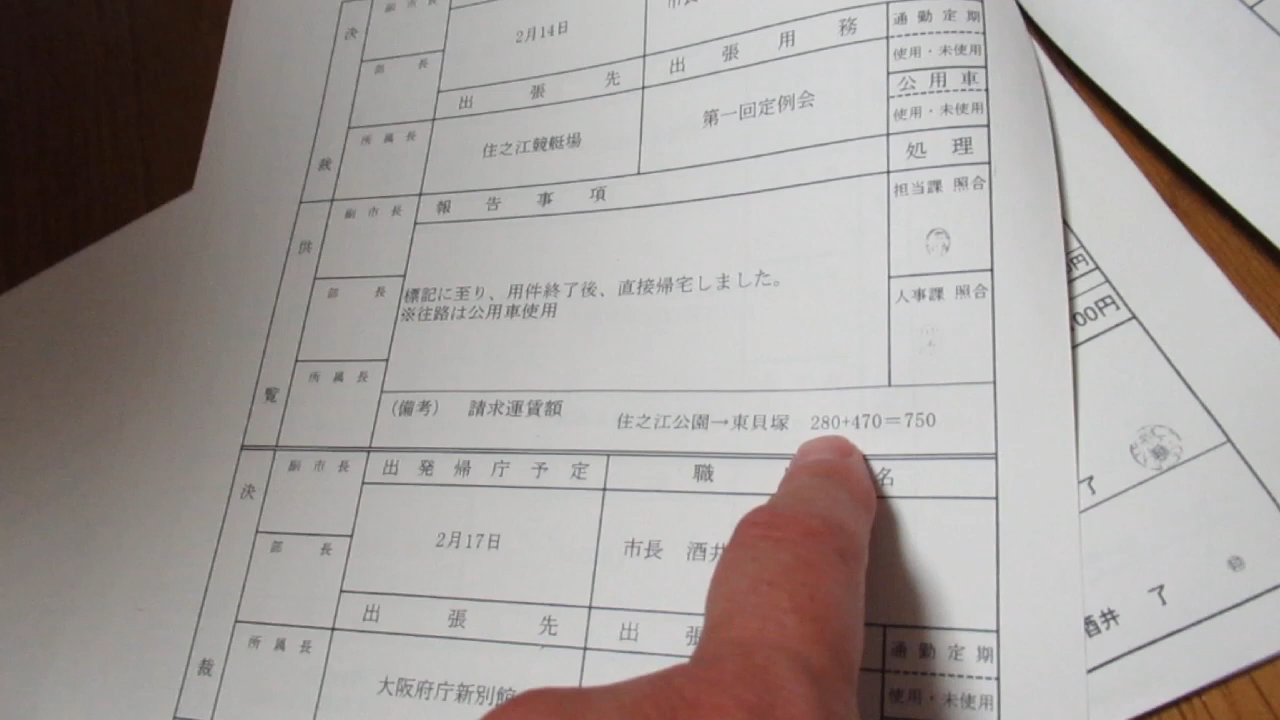 決
副市長
市長
2月14日
部長
出張先
出張用務
通勤定期
使用・未使用
公用車
使用・未使用
裁
所属長
住之江競艇場
第一回定例会
処理
供
副市長
報告事項
担当課 照合
部長
標記に至り、用件終了後、直接帰宅しました。
※往路は公用車使用
人事課 照合
覧
所属長
(備考) 請求運賃額 住之江公園→東貝塚 280+470=750
決
副市長
出発帰庁予定
職 名
部長
2月17日
市長 酒井
出張先
出張
通勤定期
使用・未使用
裁
所属長
大阪府庁新別館
円
00円
了
酒井 了